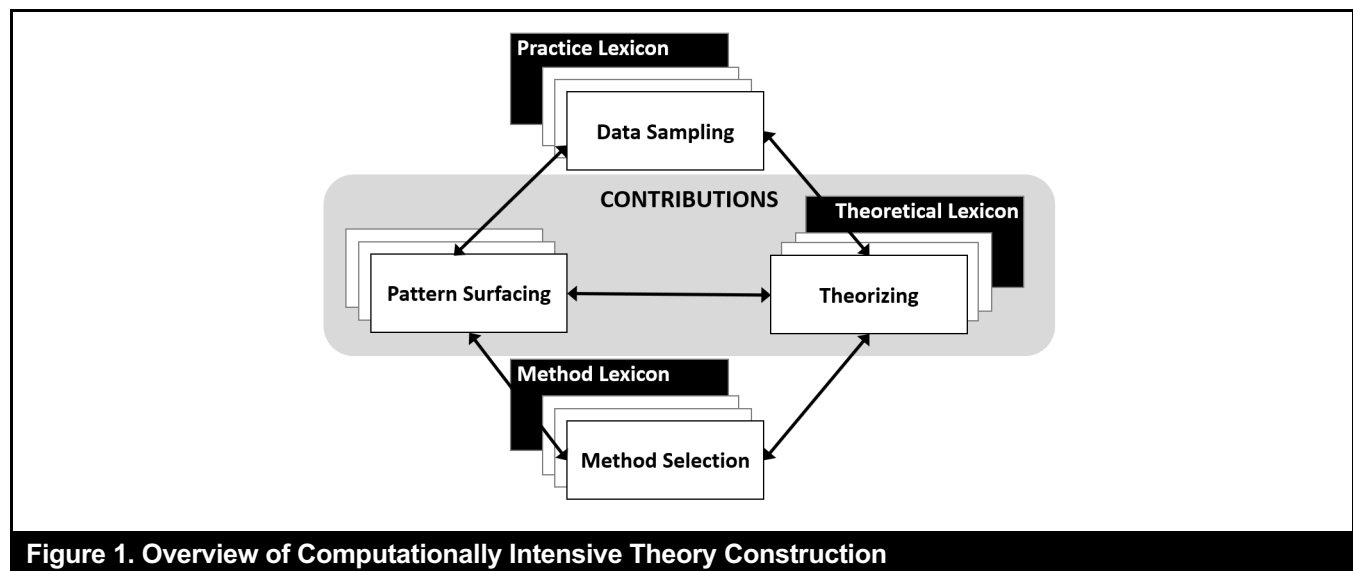 Practice Lexicon
Data Sampling
CONTRIBUTIONS
Theoretical Lexicon
Pattern Surfacing
Theorizing
Method Lexicon
Method Selection
Figure 1. Overview of Computationally Intensive Theory Construction